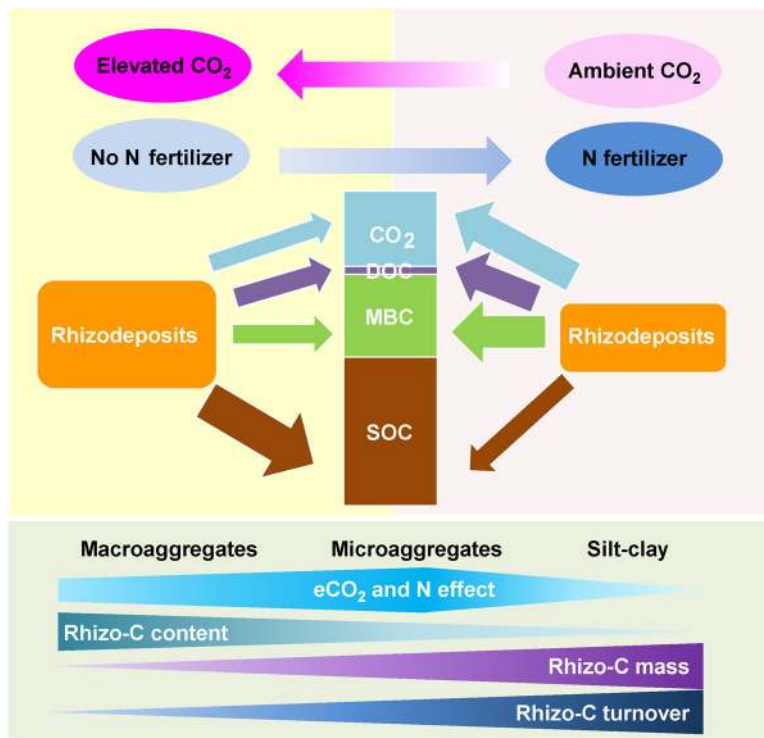 Elevated CO₂
Ambient CO₂
No N fertilizer
N fertilizer
CO₂
DOC
MBC
SOC
Rhizodeposits
Rhizodeposits
Macroaggregates
Microaggregates
Silt-clay
eCO₂ and N effect
Rhizo-C content
Rhizo-C mass
Rhizo-C turnover